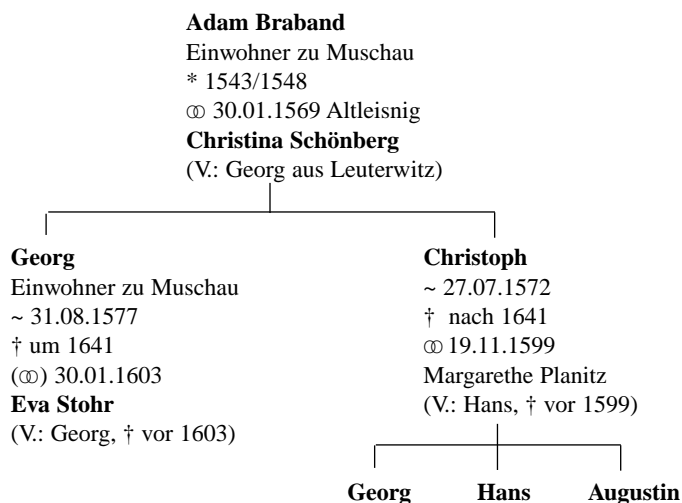 Adam Braband
Einwohner zu Muschau
* 1543/1548
⚭ 30.01.1569 Altleisnig
Christina Schönberg
(V.: Georg aus Leuterwitz)
Georg
Einwohner zu Muschau
~ 31.08.1577
† um 1641
(⚭) 30.01.1603
Eva Stohr
(V.: Georg, † vor 1603)
Christoph
~ 27.07.1572
† nach 1641
⚭ 19.11.1599
Margarethe Planitz
(V.: Hans, † vor 1599)
Georg Hans Augustin